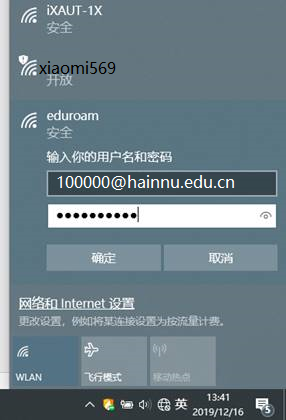 iXAUT-1X
安全
xiaomi569
开放
eduroam
安全
输入你的用户名和密码
100000@hainnu.edu.cn
●●●●●●●●●●
确定
取消
网络和 Internet 设置
更改设置，例如将某连接设置为按流量计费。
WLAN
飞行模式
移动热点
英
13:41
2019/12/16
5